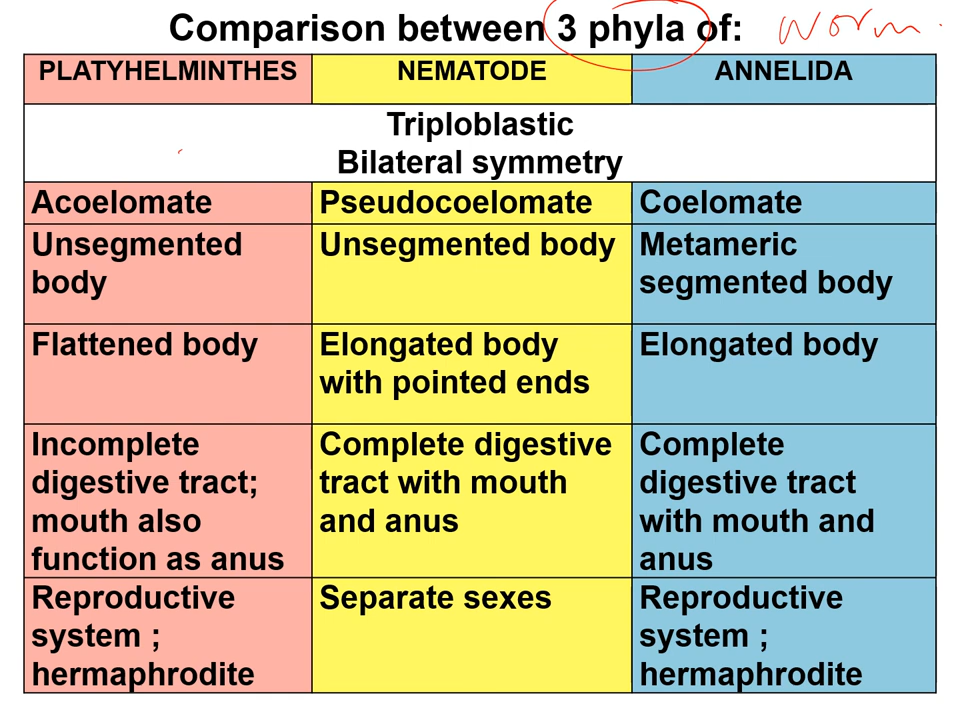 Comparison between 3 phyla of: worm
PLATYHELMINTHES NEMATODE ANNELIDA
Triploblastic
Bilateral symmetry
Acoelomate Pseudocoelomate Coelomate
Unsegmented
body
Unsegmented body
Metameric
segmented body
Flattened body
Elongated body
with pointed ends
Elongated body
Incomplete
digestive tract;
mouth also
function as anus
Complete digestive
tract with mouth
and anus
Complete
digestive tract
with mouth and
anus
Reproductive
system ;
hermaphrodite
Separate sexes
Reproductive
system ;
hermaphrodite